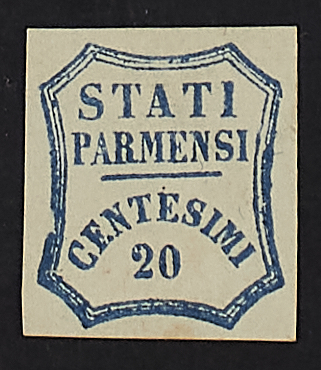 STATI
PARMENSI
CENTESIMI
20